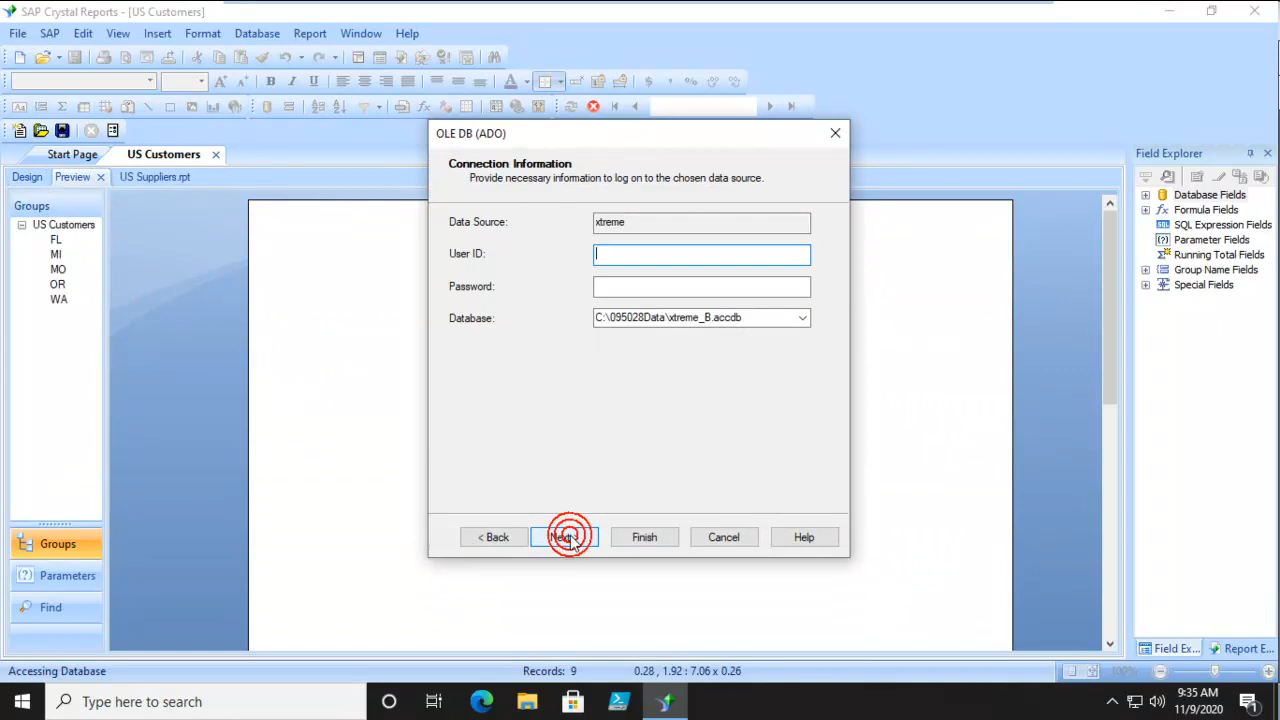 SAP Crystal Reports - [US Customers]
File SAP Edit View Insert Format Database Report Window Help
Start Page US Customers
Design Preview US Suppliers.rpt
Groups
US Customers
FL
MI
MO
OR
WA
Groups
Parameters
Find
OLE DB (ADO)
Connection Information
Provide necessary information to log on to the chosen data source.
Data Source: xtreme
User ID:
Password:
Database: C:\095028Data\xtreme_B.accdb
< Back Next > Finish Cancel Help
Field Explorer
Database Fields
Formula Fields
SQL Expression Fields
Parameter Fields
Running Total Fields
Group Name Fields
Special Fields
Field Ex... Report E...
Accessing Database Records: 9 0.28 , 1.92 : 7.06 x 0.26 100%
Type here to search
9:35 AM
11/9/2020